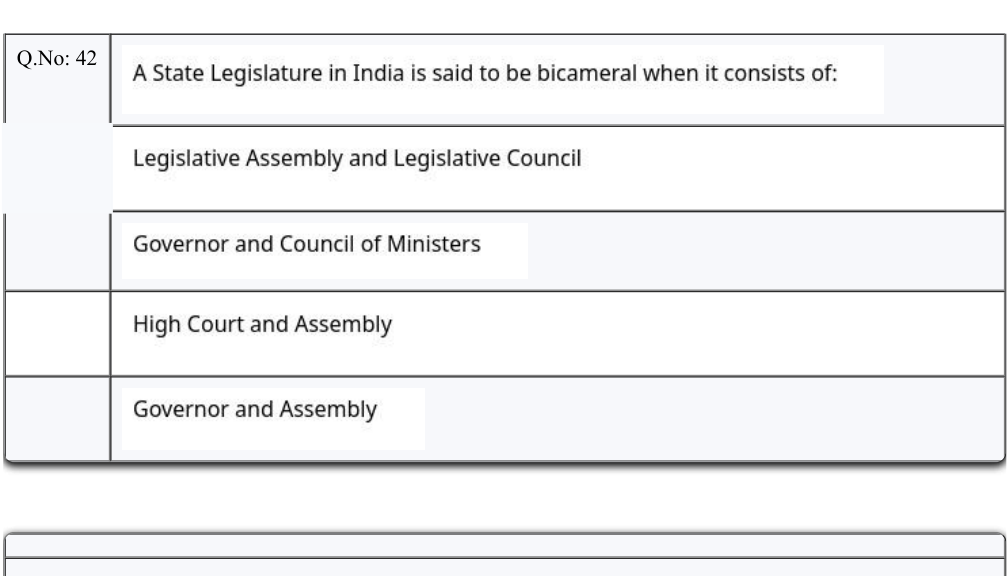 Q.No: 42
A State Legislature in India is said to be bicameral when it consists of:
Legislative Assembly and Legislative Council
Governor and Council of Ministers
High Court and Assembly
Governor and Assembly